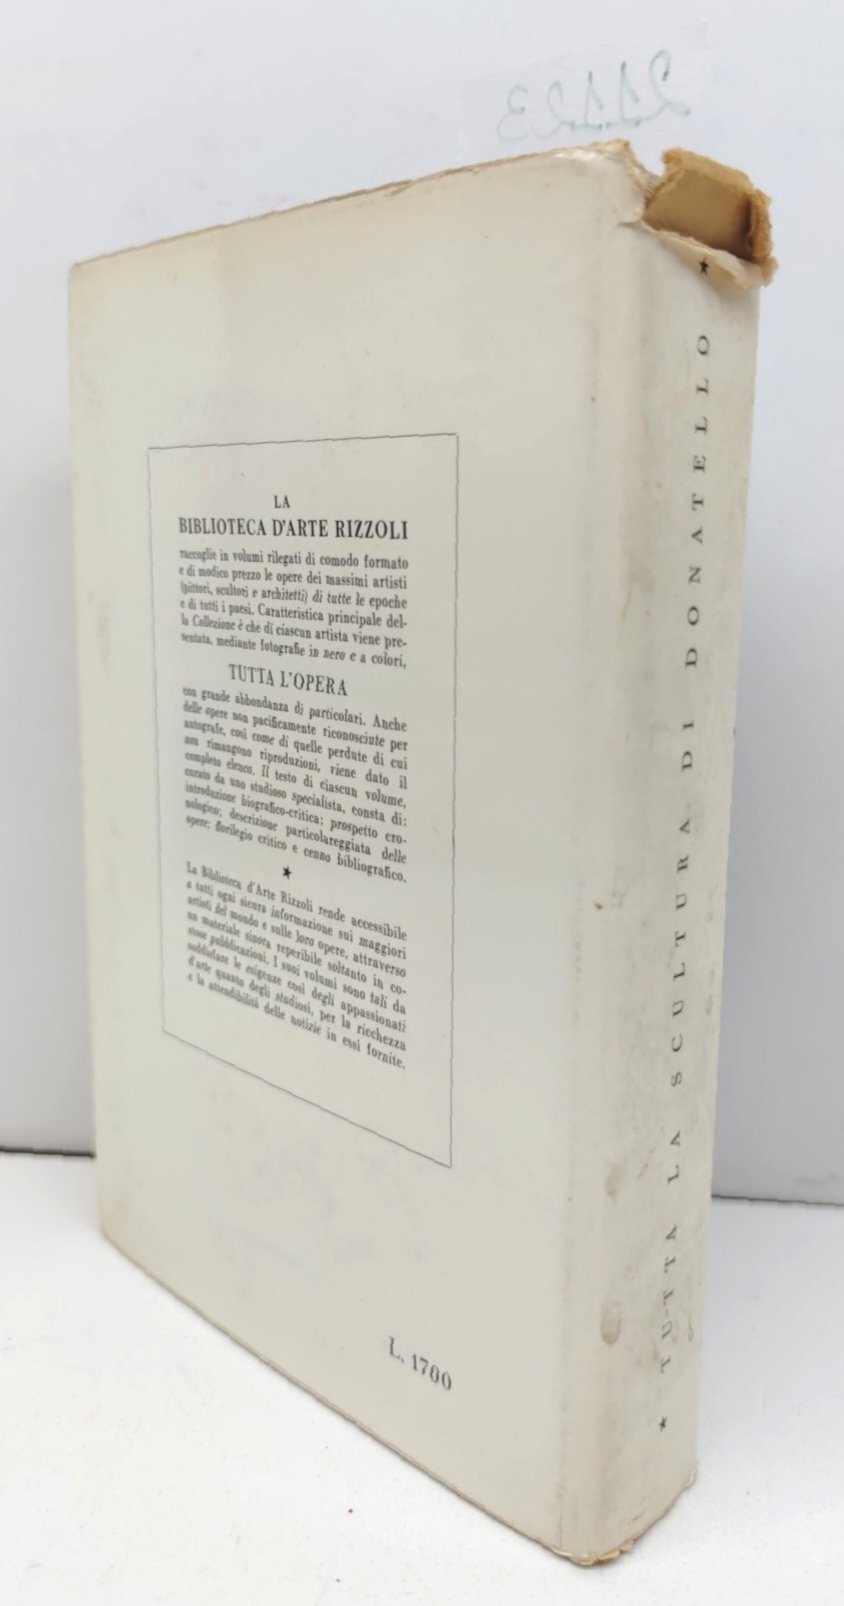 21123
LA
BIBLIOTECA D'ARTE RIZZOLI
raccoglie in volumi rilegati di comodo formato
e di modico prezzo le opere dei massimi artisti
(pittori, scultori e architetti) di tutte le epoche
e di tutti i paesi. Caratteristica principale del-
la Collezione è che di ciascun artista viene pre-
sentata, mediante fotografie in nero e a colori,
TUTTA L'OPERA
con grande abbondanza di particolari. Anche
delle opere non pacificamente riconosciute per
autografe, così come di quelle perdute di cui
non rimangono riproduzioni, viene dato il
completo elenco. Il testo di ciascun volume,
curato da uno studioso specialista, consta di:
introduzione biografico-critica; prospetto cro-
nologico; descrizione particolareggiata delle
opere; florilegio critico e cenno bibliografico.
★
La Biblioteca d'Arte Rizzoli rende accessibile
a tutti ogni sicura informazione sui maggiori
artisti del mondo e sulle loro opere, attraverso
un materiale sinora reperibile soltanto in co-
stose pubblicazioni. I suoi volumi sono tali da
soddisfare le esigenze così degli appassionati
d'arte quanto degli studiosi, per la ricchezza
e la attendibilità delle notizie in essi fornite.
L. 1700
★ TUTTA LA SCULTURA DI DONATELLO ★